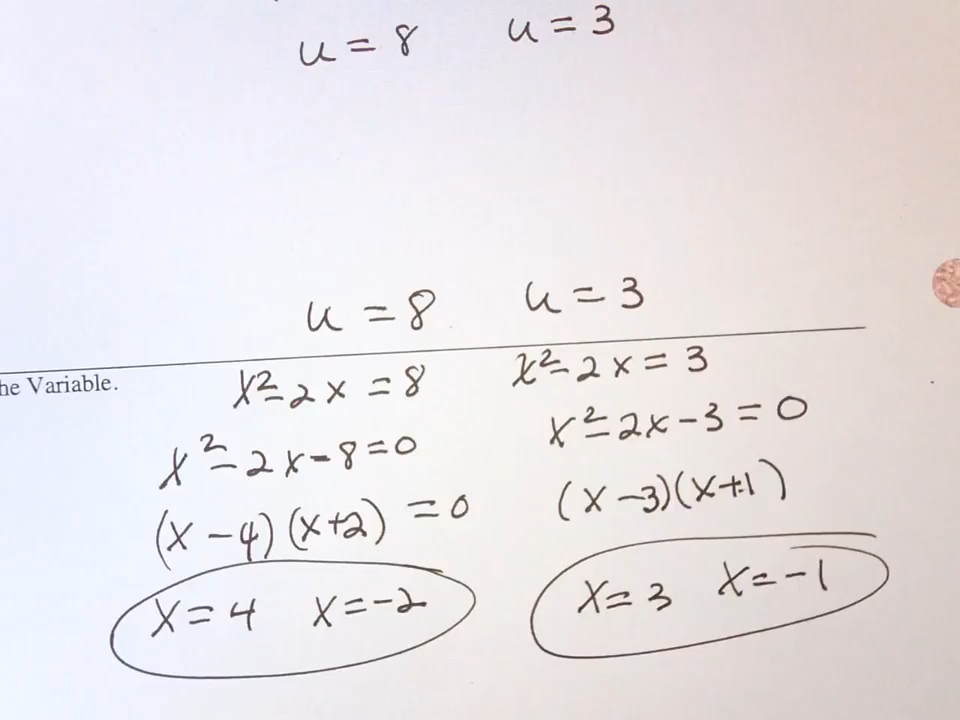 u = 8 u = 3
u = 8 u = 3
he Variable.
x² - 2x = 8 x² - 2x = 3
x² - 2x - 8 = 0 x² - 2x - 3 = 0
(x - 4)(x + 2) = 0 (x - 3)(x + 1)
x = 4 x = -2 x = 3 x = -1